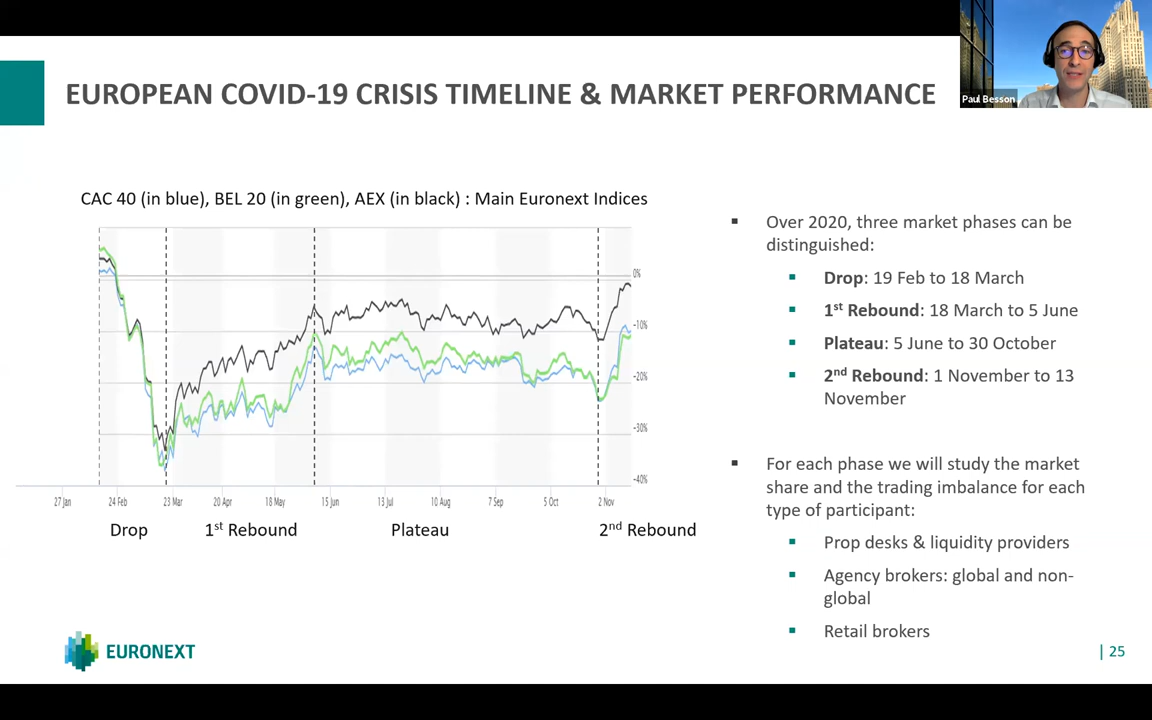 EUROPEAN COVID-19 CRISIS TIMELINE & MARKET PERFORMANCE
Paul Besson
CAC 40 (in blue), BEL 20 (in green), AEX (in black) : Main Euronext Indices
0%
-10%
-20%
-30%
-40%
27 Jan 24 Feb 23 Mar 20 Apr 18 May 15 Jun 13 Jul 10 Aug 7 Sep 5 Oct 2 Nov
Drop 1st Rebound Plateau 2nd Rebound
▪ Over 2020, three market phases can be
distinguished:
▪ Drop: 19 Feb to 18 March
▪ 1st Rebound: 18 March to 5 June
▪ Plateau: 5 June to 30 October
▪ 2nd Rebound: 1 November to 13
November
▪ For each phase we will study the market
share and the trading imbalance for each
type of participant:
▪ Prop desks & liquidity providers
▪ Agency brokers: global and non-
global
▪ Retail brokers
EURONEXT
| 25